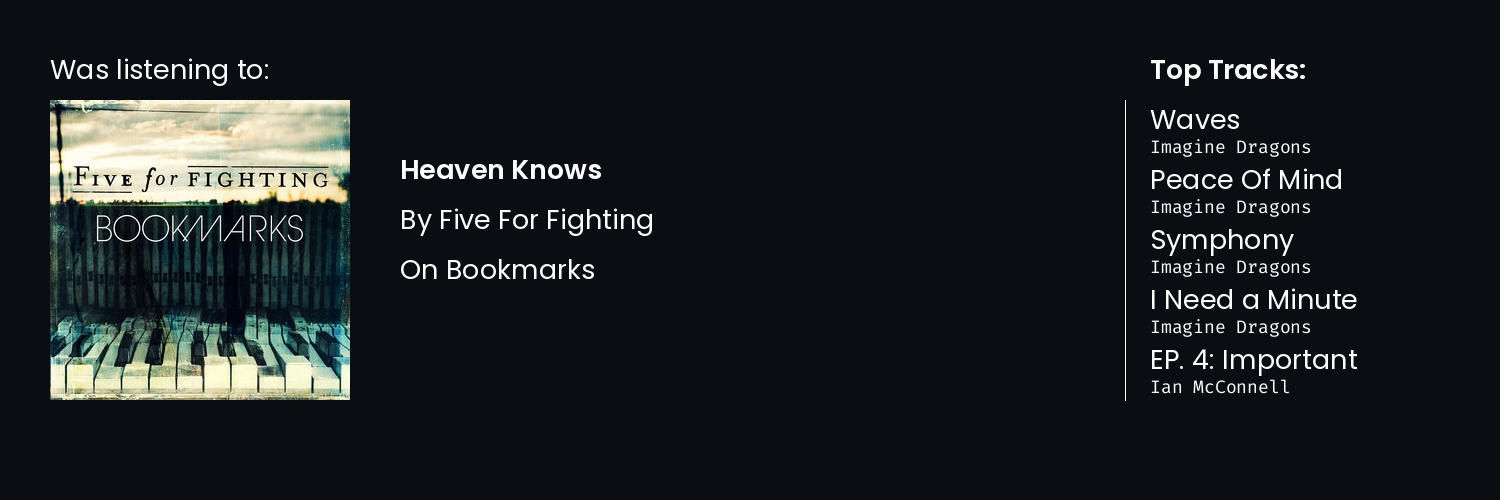 Was listening to:
Five for Fighting
BOOKMARKS
Heaven Knows
By Five For Fighting
On Bookmarks
Top Tracks:
Waves
Imagine Dragons
Peace Of Mind
Imagine Dragons
Symphony
Imagine Dragons
I Need a Minute
Imagine Dragons
EP. 4: Important
Ian McConnell